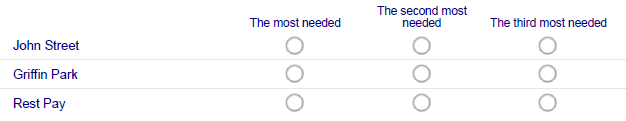 The most needed
The second most
needed
The third most needed
John Street
Griffin Park
Rest Pay